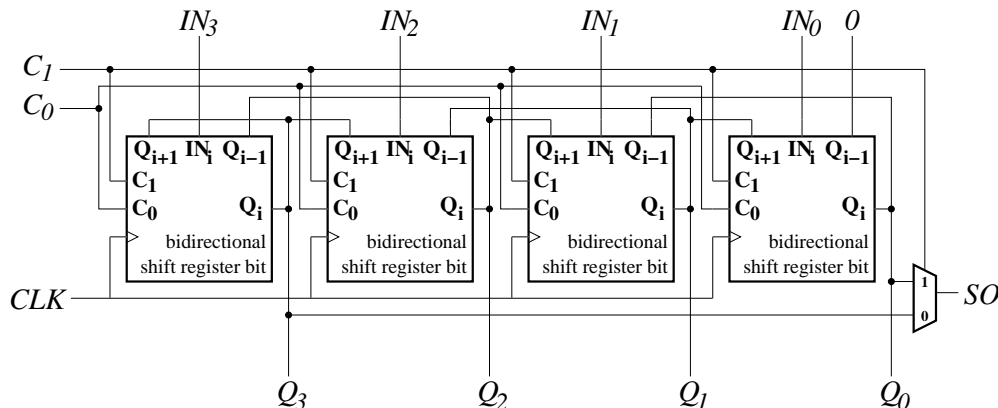 IN3 IN2 IN1 IN0 0
C1
C0
Qi+1 INi Qi−1 Qi+1 INi Qi−1 Qi+1 INi Qi−1 Qi+1 INi Qi−1
C1 C1 C1 C1
C0 Qi C0 Qi C0 Qi C0 Qi
bidirectional bidirectional bidirectional bidirectional
shift register bit shift register bit shift register bit shift register bit
1
CLK SO
0
Q3 Q2 Q1 Q0